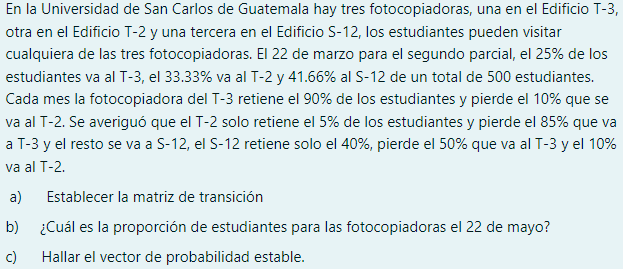 En la Universidad de San Carlos de Guatemala hay tres fotocopiadoras, una en el Edificio T-3,
otra en el Edificio T-2 y una tercera en el Edificio S-12, los estudiantes pueden visitar
cualquiera de las tres fotocopiadoras. El 22 de marzo para el segundo parcial, el 25% de los
estudiantes va al T-3, el 33.33% va al T-2 y 41.66% al S-12 de un total de 500 estudiantes.
Cada mes la fotocopiadora del T-3 retiene el 90% de los estudiantes y pierde el 10% que se
va al T-2. Se averiguó que el T-2 solo retiene el 5% de los estudiantes y pierde el 85% que va
a T-3 y el resto se va a S-12, el S-12 retiene solo el 40%, pierde el 50% que va al T-3 y el 10%
va al T-2.
a) Establecer la matriz de transición
b) ¿Cuál es la proporción de estudiantes para las fotocopiadoras el 22 de mayo?
c) Hallar el vector de probabilidad estable.